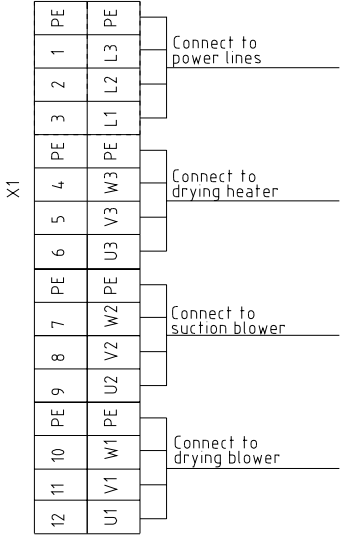 X1
PE PE
1 L3
2 L2
3 L1
Connect to
power lines
PE PE
4 W3
5 V3
6 U3
Connect to
drying heater
PE PE
7 W2
8 V2
9 U2
Connect to
suction blower
PE PE
10 W1
11 V1
12 U1
Connect to
drying blower